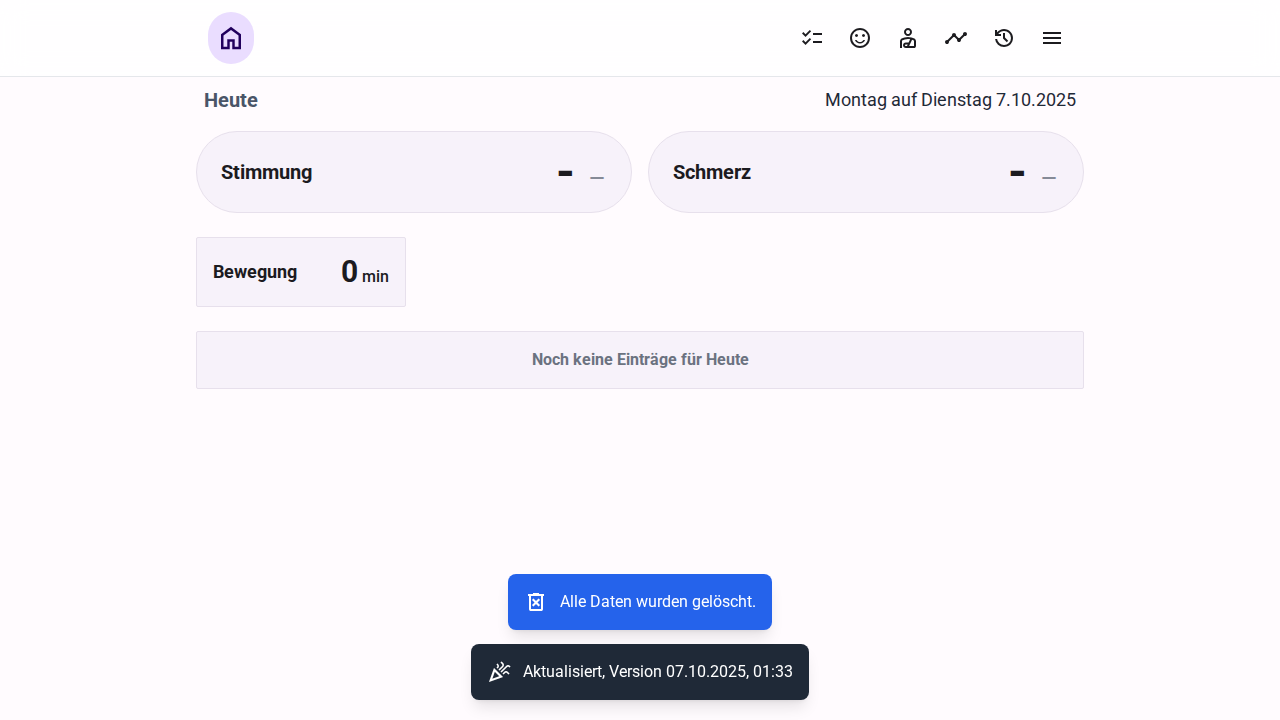 Heute
Montag auf Dienstag 7.10.2025
Stimmung - –
Schmerz - –
Bewegung 0 min
Noch keine Einträge für Heute
Alle Daten wurden gelöscht.
Aktualisiert, Version 07.10.2025, 01:33